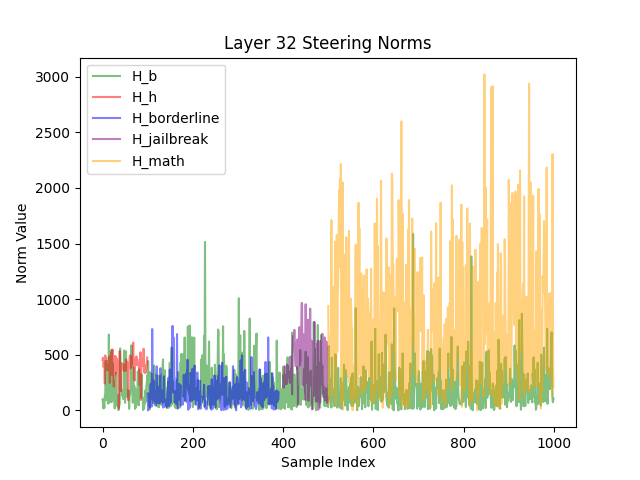 Layer 32 Steering Norms
H_b
H_h
H_borderline
H_jailbreak
H_math
Norm Value
3000
2500
2000
1500
1000
500
0
0 200 400 600 800 1000
Sample Index